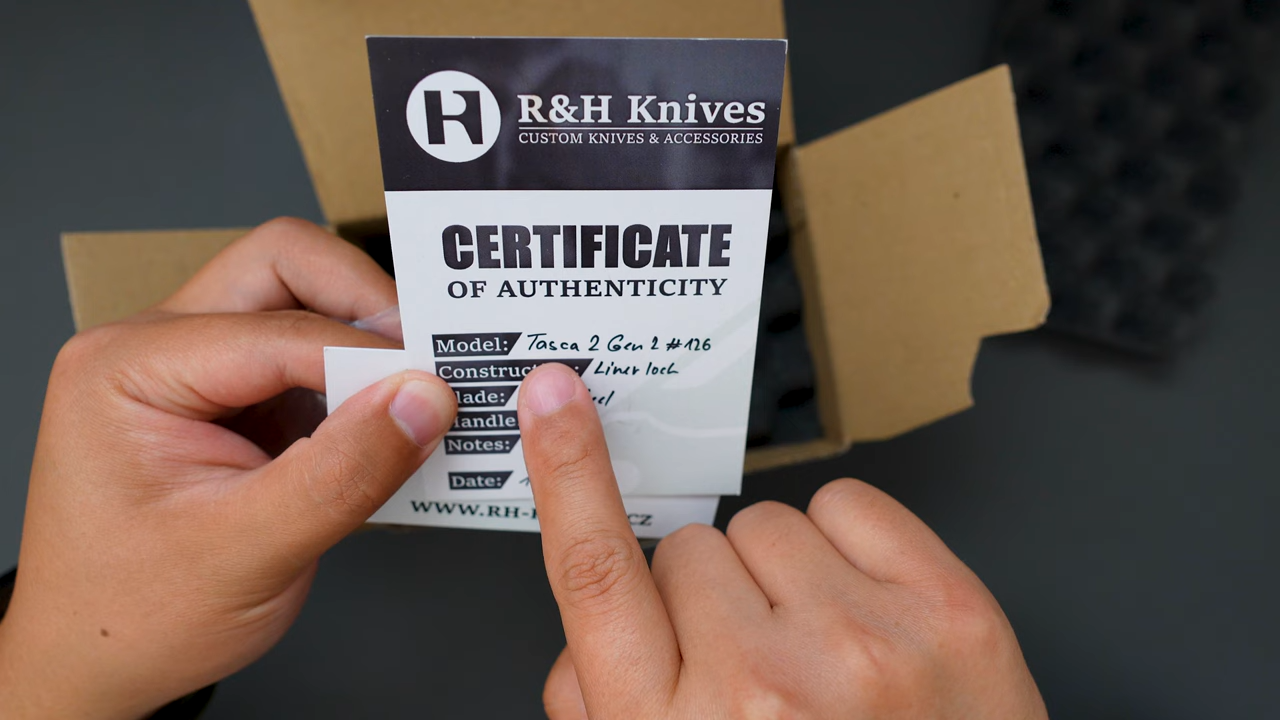 R&H Knives
CUSTOM KNIVES & ACCESSORIES
CERTIFICATE
OF AUTHENTICITY
Model: Tasca 2 Gen 2 #126
Liner lock
Notes:
Date: